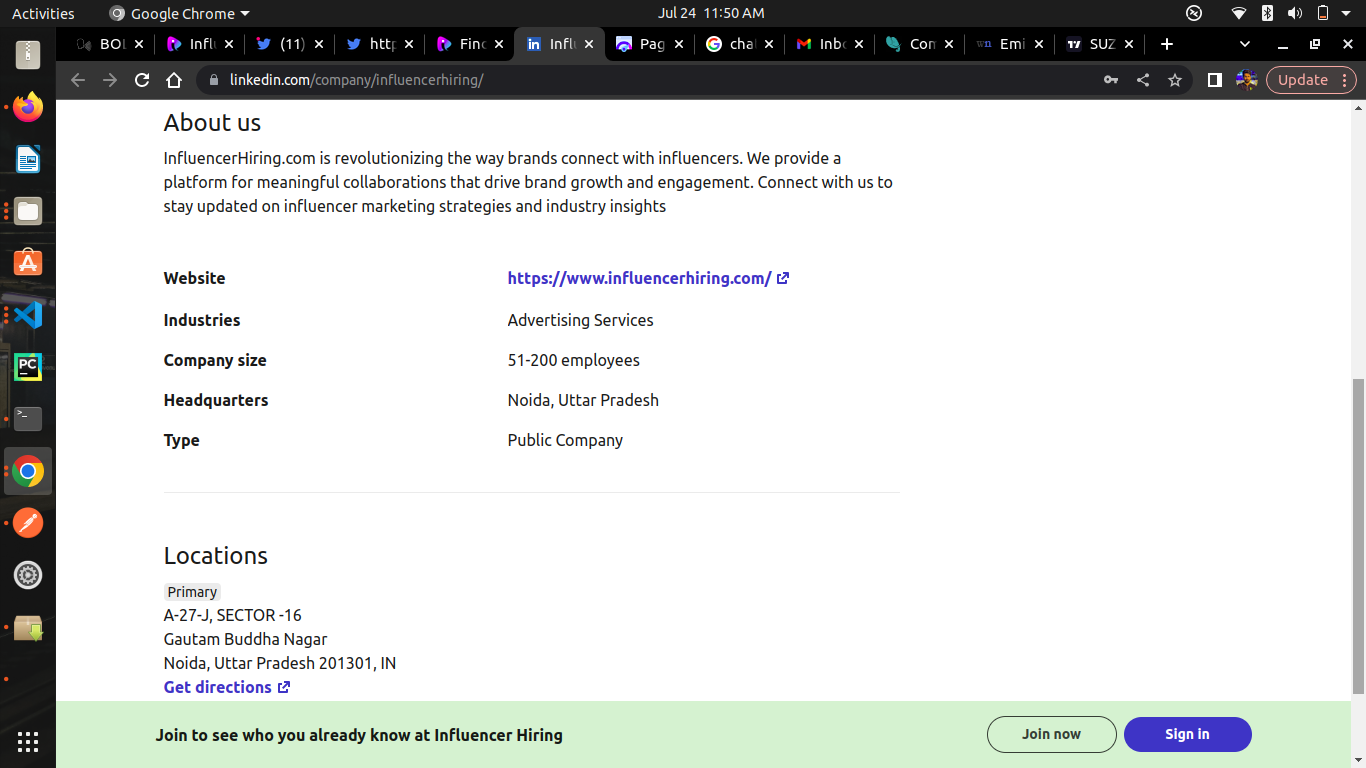 Activities Google Chrome Jul 24 11:50 AM
BOL Influ (11) http Find Influ Pag chat Inbo Con Emi SUZ
linkedin.com/company/influencerhiring/ Update
About us
InfluencerHiring.com is revolutionizing the way brands connect with influencers. We provide a
platform for meaningful collaborations that drive brand growth and engagement. Connect with us to
stay updated on influencer marketing strategies and industry insights
Website https://www.influencerhiring.com/
Industries Advertising Services
Company size 51-200 employees
Headquarters Noida, Uttar Pradesh
Type Public Company
Locations
Primary
A-27-J, SECTOR -16
Gautam Buddha Nagar
Noida, Uttar Pradesh 201301, IN
Get directions
Join to see who you already know at Influencer Hiring Join now Sign in